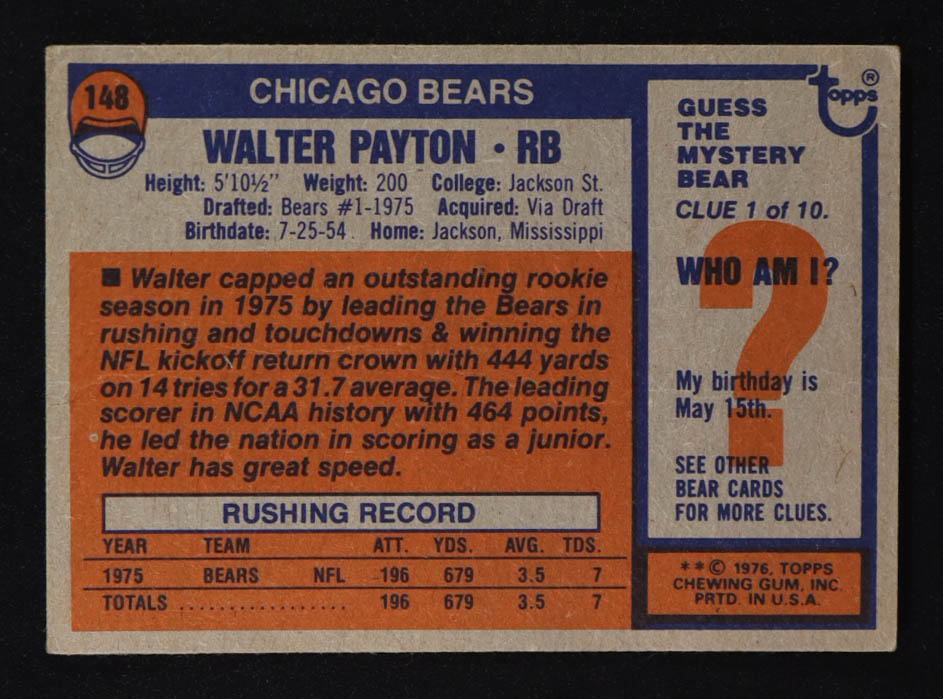 148
CHICAGO BEARS
WALTER PAYTON • RB
Height: 5'10½" Weight: 200 College: Jackson St.
Drafted: Bears #1-1975 Acquired: Via Draft
Birthdate: 7-25-54 Home: Jackson, Mississippi
■ Walter capped an outstanding rookie
season in 1975 by leading the Bears in
rushing and touchdowns & winning the
NFL kickoff return crown with 444 yards
on 14 tries for a 31.7 average. The leading
scorer in NCAA history with 464 points,
he led the nation in scoring as a junior.
Walter has great speed.
RUSHING RECORD
YEAR TEAM ATT. YDS. AVG. TDS.
1975 BEARS NFL 196 679 3.5 7
TOTALS .................. 196 679 3.5 7
topps®
GUESS
THE
MYSTERY
BEAR
CLUE 1 of 10.
?
WHO AM I?
My birthday is
May 15th.
SEE OTHER
BEAR CARDS
FOR MORE CLUES.
**© 1976, TOPPS
CHEWING GUM, INC.
PRTD. IN U.S.A.